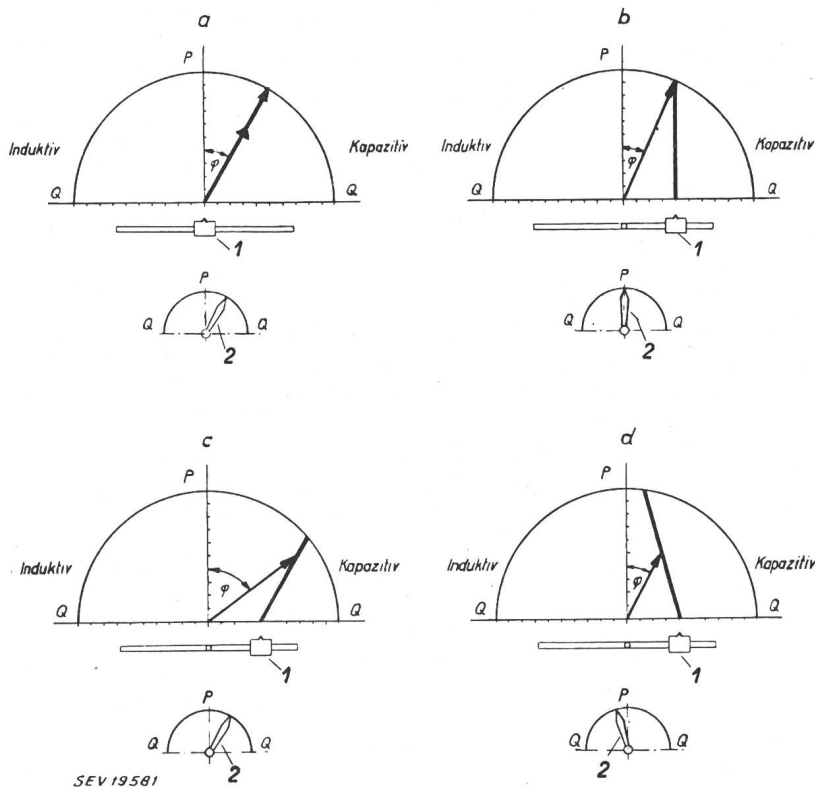 a
P
Induktiv
Kapazitiv
φ
Q
Q
1
P
Q
Q
2
b
P
Induktiv
Kapazitiv
φ
Q
Q
1
P
Q
Q
2
c
P
Induktiv
Kapazitiv
φ
Q
Q
1
P
Q
Q
2
d
P
Induktiv
Kapazitiv
φ
Q
Q
1
P
Q
Q
2
SEV 19581